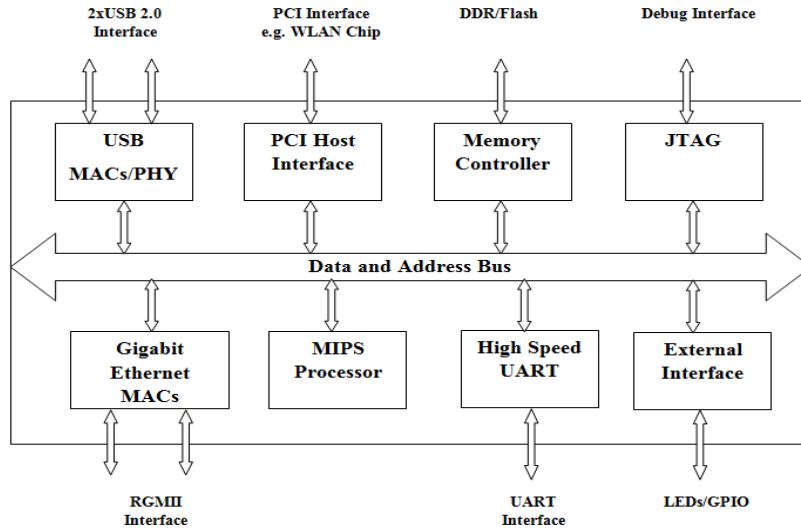 2xUSB 2.0
Interface
PCI Interface
e.g. WLAN Chip
DDR/Flash
Debug Interface
USB
MACs/PHY
PCI Host
Interface
Memory
Controller
JTAG
Data and Address Bus
Gigabit
Ethernet
MACs
MIPS
Processor
High Speed
UART
External
Interface
RGMII
Interface
UART
Interface
LEDs/GPIO